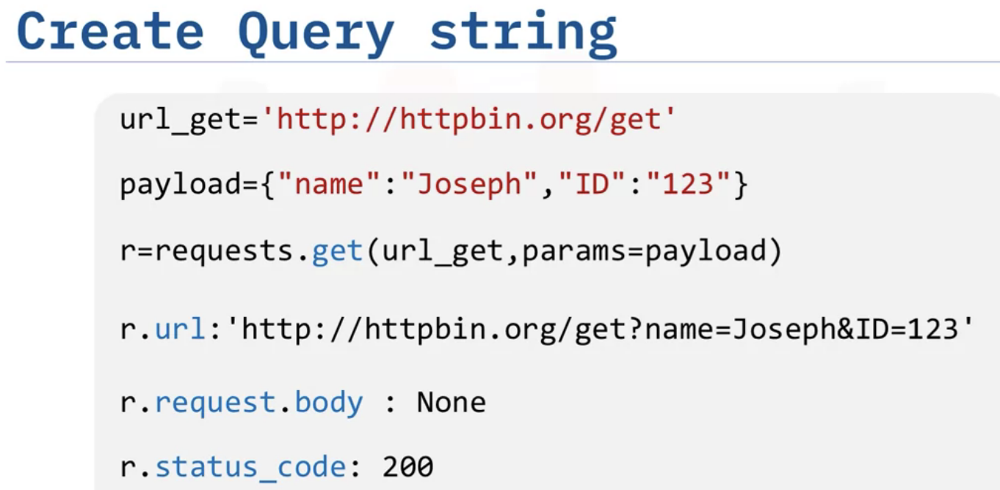 Create Query string
url_get='http://httpbin.org/get'
payload={"name":"Joseph","ID":"123"}
r=requests.get(url_get,params=payload)
r.url:'http://httpbin.org/get?name=Joseph&ID=123'
r.request.body : None
r.status_code: 200